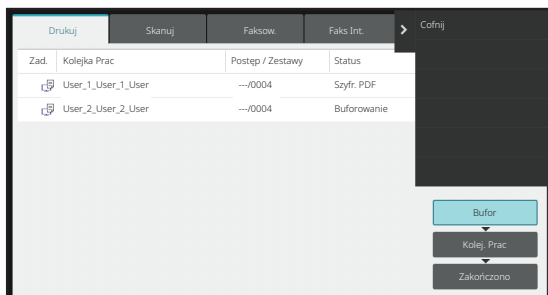 Drukuj Skanuj Faksow. Faks Int. Cofnij
Zad. Kolejka Prac Postęp / Zestawy Status
User_1_User_1_User ---/0004 Szyfr. PDF
User_2_User_2_User ---/0004 Buforowanie
Bufor
Kolej. Prac
Zakończono